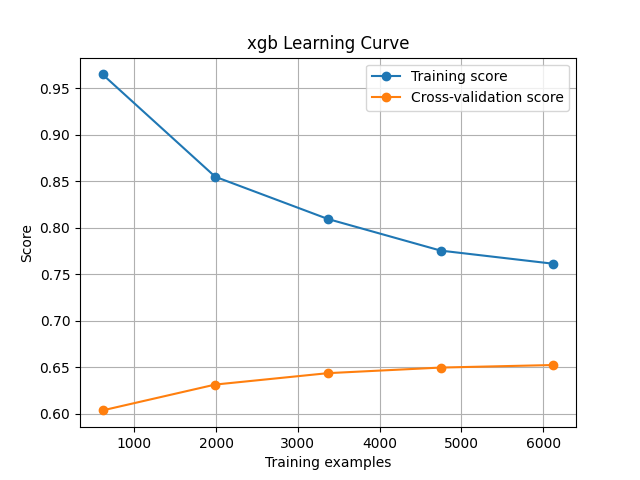 xgb Learning Curve
Training score
Cross-validation score
Score
0.95
0.90
0.85
0.80
0.75
0.70
0.65
0.60
1000 2000 3000 4000 5000 6000
Training examples